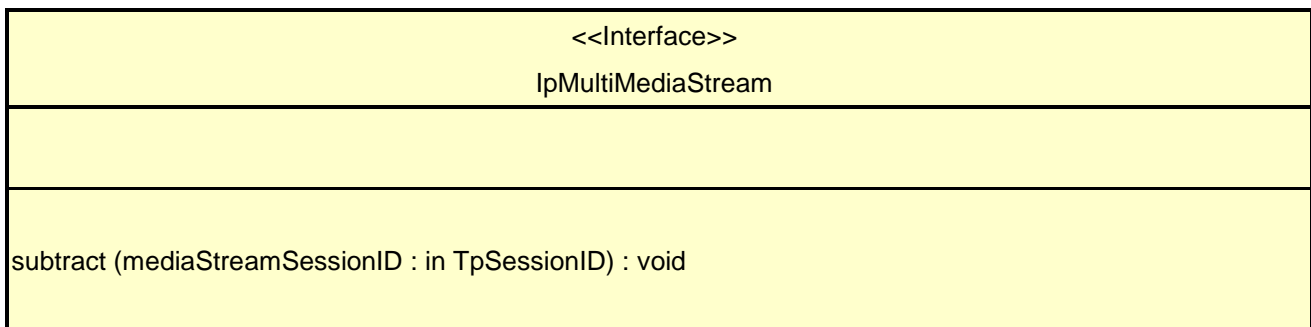 <<Interface>>
IpMultiMediaStream
subtract (mediaStreamSessionID : in TpSessionID) : void